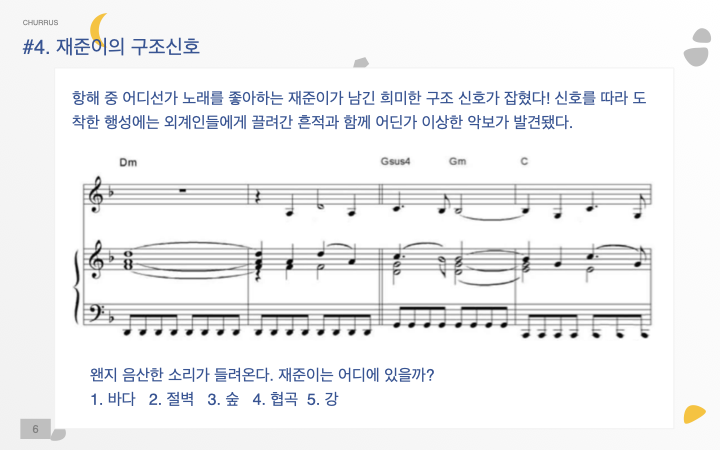 CHURRUS
#4. 재준이의 구조신호
항해 중 어디선가 노래를 좋아하는 재준이가 남긴 희미한 구조 신호가 잡혔다! 신호를 따라 도
착한 행성에는 외계인들에게 끌려간 흔적과 함께 어딘가 이상한 악보가 발견됐다.
Dm Gsus4 Gm C
왠지 음산한 소리가 들려온다. 재준이는 어디에 있을까?
1. 바다 2. 절벽 3. 숲 4. 협곡 5. 강
6